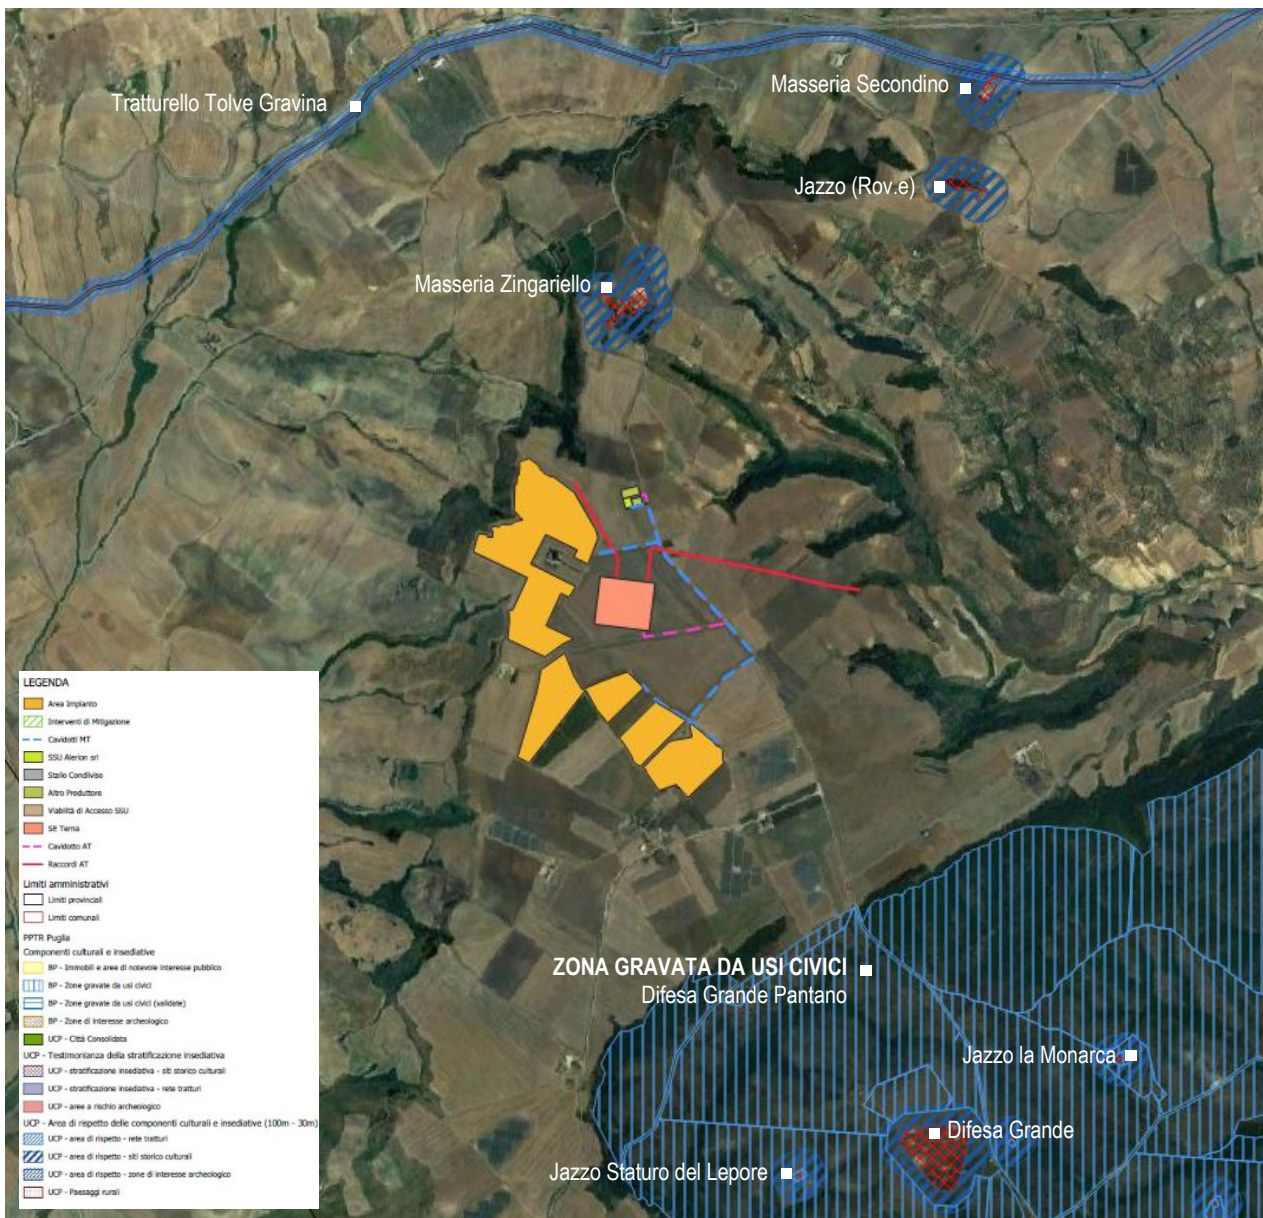 Masseria Secondino
Tratturello Tolve Gravina
Jazzo (Rov.e)
Masseria Zingariello
LEGENDA
Area Impianto
Interventi di Mitigazione
Cavidotti MT
SSU Alerion srl
Stallo Condiviso
Altro Produttore
Viabilità di Accesso SSU
SE Terna
Cavidotto AT
Raccordi AT
Limiti amministrativi
Limiti provinciali
Limiti comunali
PPTR Puglia
Componenti culturali e insediative
BP - Immobili e aree di notevole interesse pubblico
BP - Zone gravate da usi civici
BP - Zone gravate da usi civici (validate)
BP - Zone di interesse archeologico
UCP - Città Consolidata
UCP - Testimonianza della stratificazione insediativa
UCP - stratificazione insediativa - siti storico culturali
UCP - stratificazione insediativa - rete tratturi
UCP - aree a rischio archeologico
UCP - Area di rispetto delle componenti culturali e insediative (100m - 30m)
UCP - area di rispetto - rete tratturi
UCP - area di rispetto - siti storico culturali
UCP - area di rispetto - zone di interesse archeologico
UCP - Paesaggi rurali
ZONA GRAVATA DA USI CIVICI
Difesa Grande Pantano
Jazzo la Monarca
Difesa Grande
Jazzo Staturo del Lepore